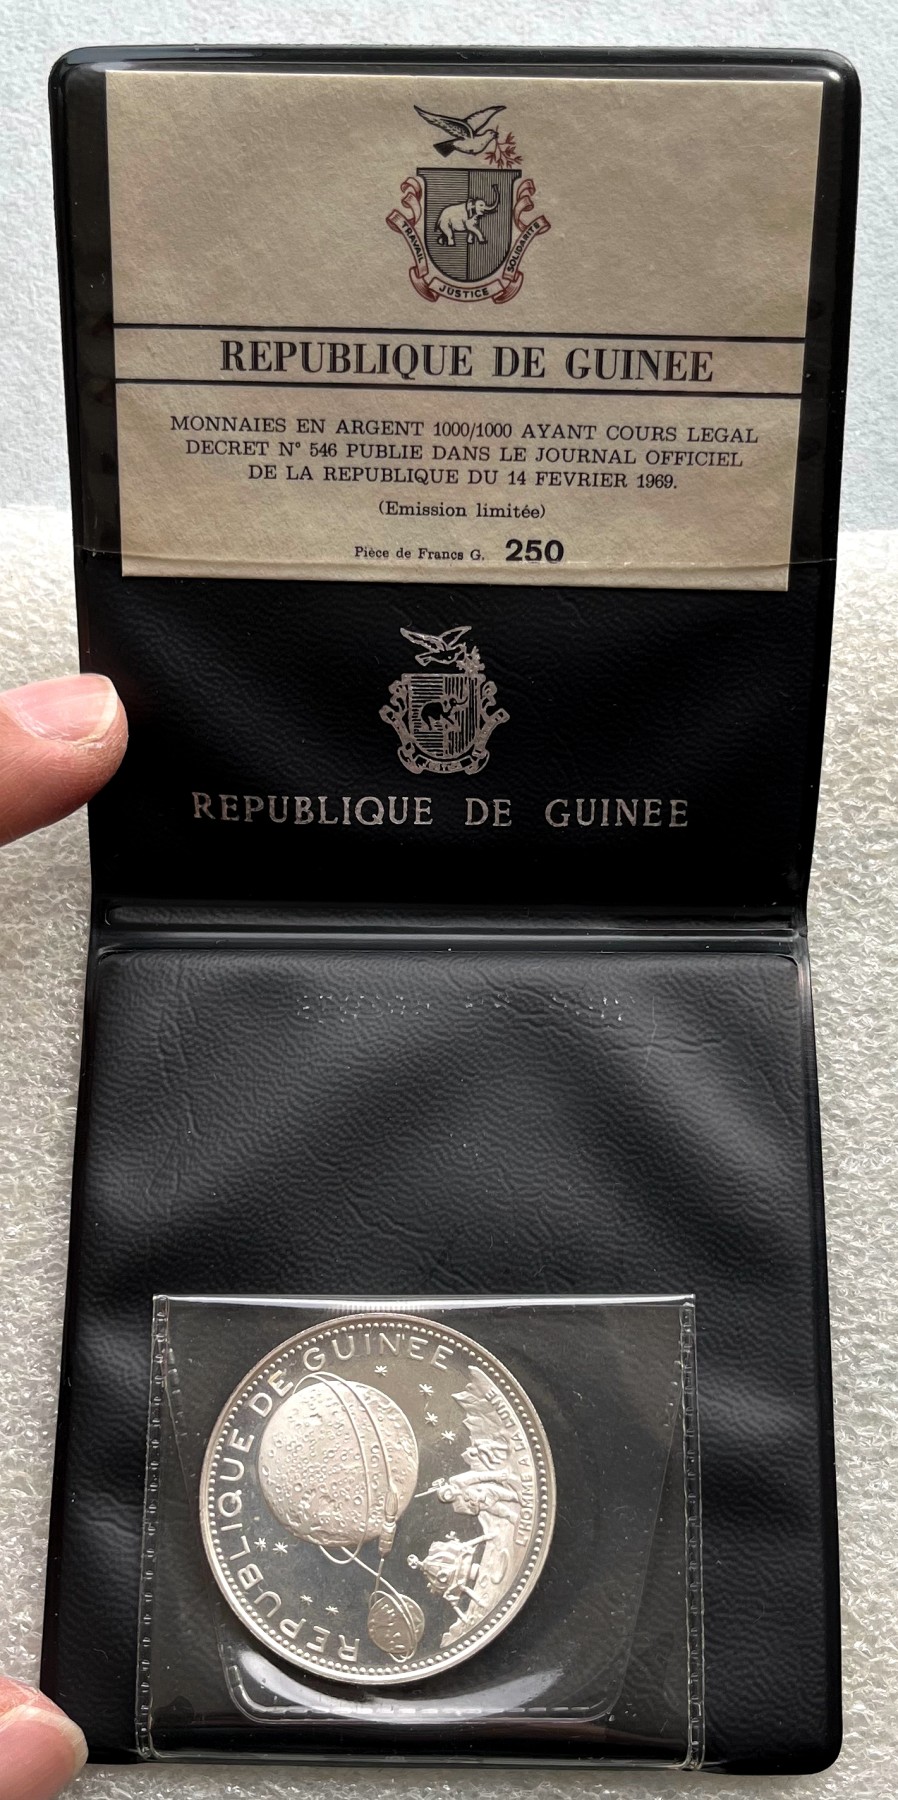 TRAVAIL
JUSTICE
SOLIDARITE
REPUBLIQUE DE GUINEE
MONNAIES EN ARGENT 1000/1000 AYANT COURS LEGAL
DECRET N° 546 PUBLIE DANS LE JOURNAL OFFICIEL
DE LA REPUBLIQUE DU 14 FEVRIER 1969.
(Emission limitée)
Pièce de Francs G. 250
REPUBLIQUE DE GUINEE
REPUBLIQUE DE GUINEE
L'HOMME A LA